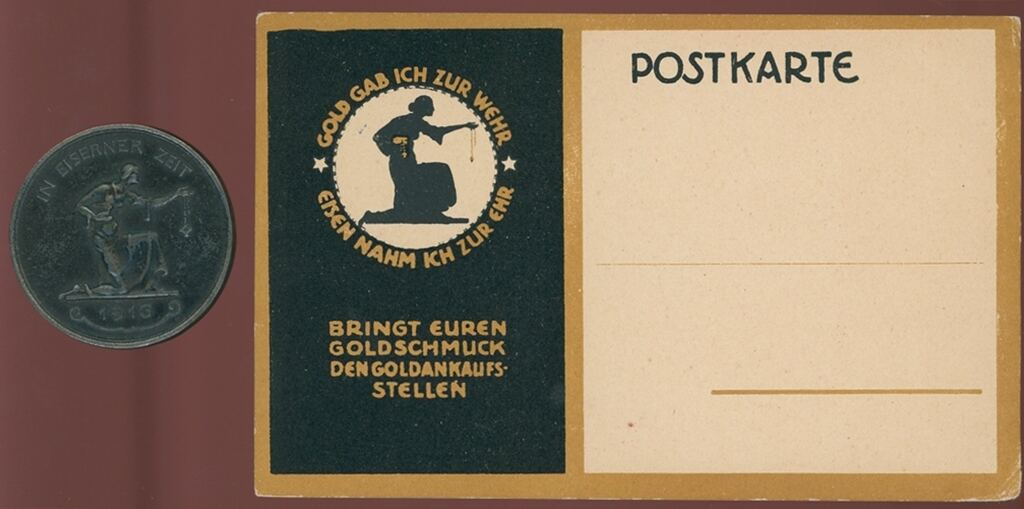 IN EISERNER ZEIT
1916
GOLD GAB ICH ZUR WEHR
EISEN NAHM ICH ZUR EHR
BRINGT EUREN
GOLDSCHMUCK
DEN GOLDANKAUFS-
STELLEN
POSTKARTE